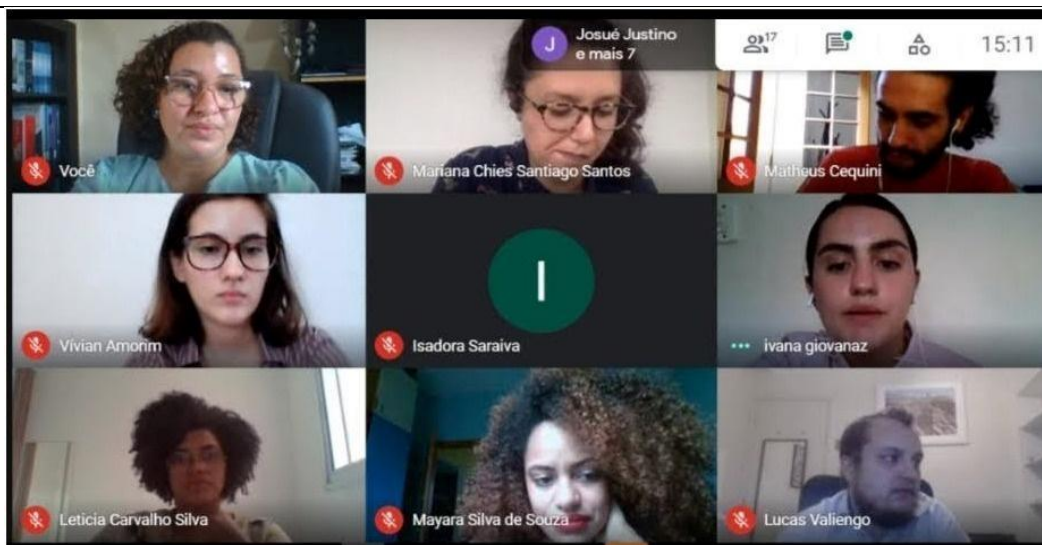 J
Josué Justino
e mais 7
17
15:11
Você
Mariana Chies Santiago Santos
Matheus Cequini
I
Vívian Amorim
Isadora Saraiva
ivana giovanaz
Leticia Carvalho Silva
Mayara Silva de Souza
Lucas Valiengo